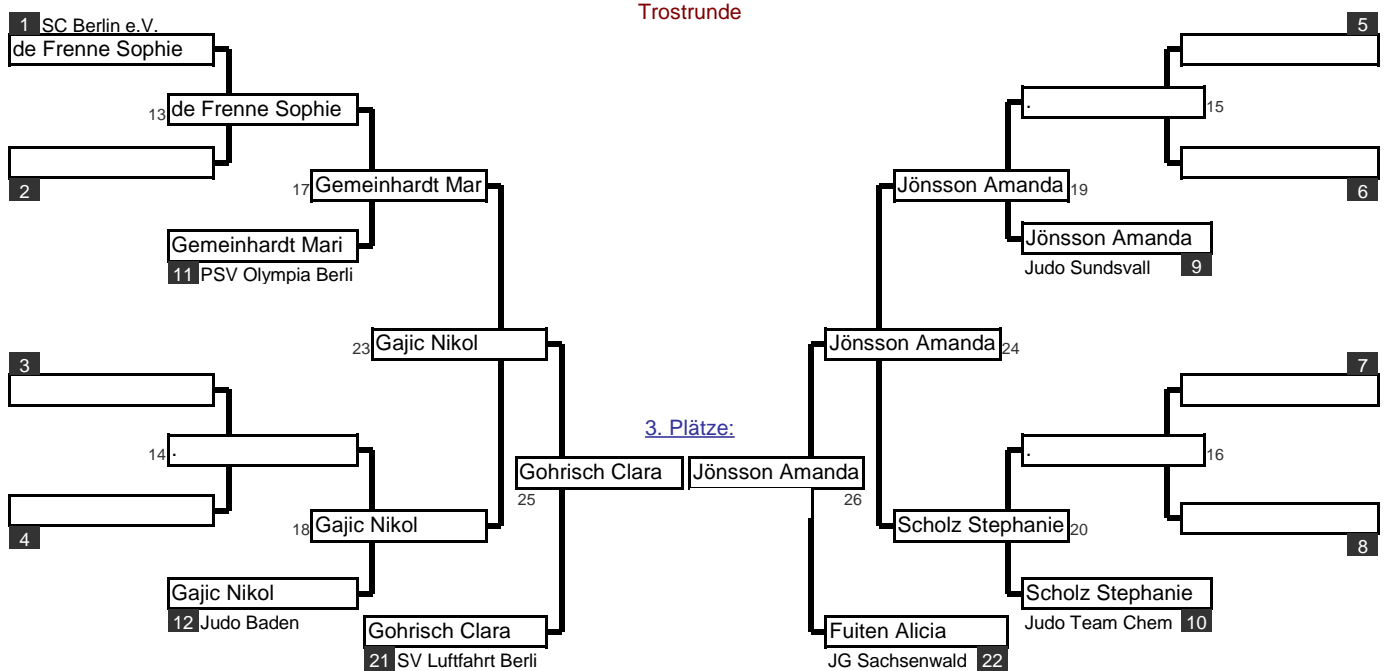 Trostrunde
1 SC Berlin e.V.
5
de Frenne Sophie
13 de Frenne Sophie
. 15
2
17 Gemeinhardt Mar
Jönsson Amanda 19
6
Gemeinhardt Mari
Jönsson Amanda
11 PSV Olympia Berli
Judo Sundsvall 9
23 Gajic Nikol
Jönsson Amanda 24
3
7
3. Plätze:
14 .
. 16
Gohrisch Clara
Jönsson Amanda
25
26
4
18 Gajic Nikol
Scholz Stephanie 20
8
Gajic Nikol
Scholz Stephanie
12 Judo Baden
Judo Team Chem 10
Gohrisch Clara
Fuiten Alicia
21 SV Luftfahrt Berli
JG Sachsenwald 22